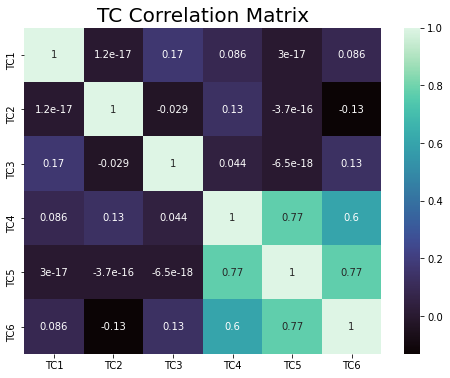 TC Correlation Matrix
TC1 1 1.2e-17 0.17 0.086 3e-17 0.086
TC2 1.2e-17 1 -0.029 0.13 -3.7e-16 -0.13
TC3 0.17 -0.029 1 0.044 -6.5e-18 0.13
TC4 0.086 0.13 0.044 1 0.77 0.6
TC5 3e-17 -3.7e-16 -6.5e-18 0.77 1 0.77
TC6 0.086 -0.13 0.13 0.6 0.77 1
TC1 TC2 TC3 TC4 TC5 TC6
1.0
0.8
0.6
0.4
0.2
0.0